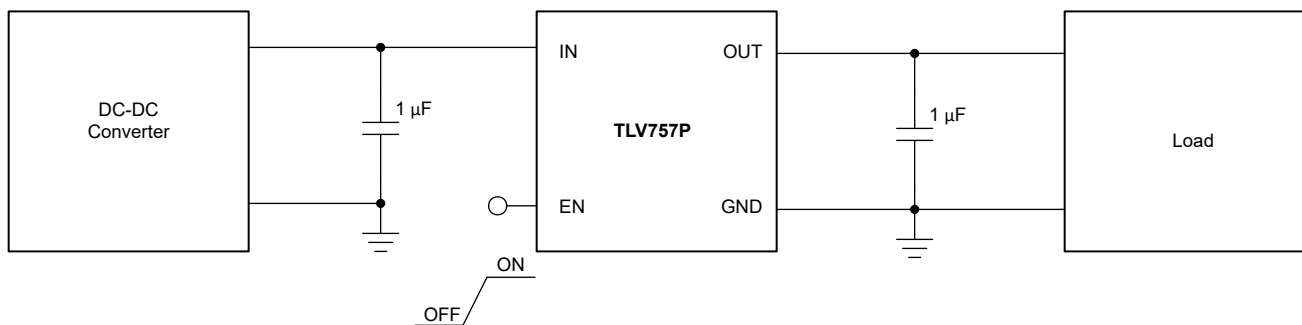 DC-DC
Converter
1 µF
IN
OUT
TLV757P
EN
GND
1 µF
Load
ON
OFF